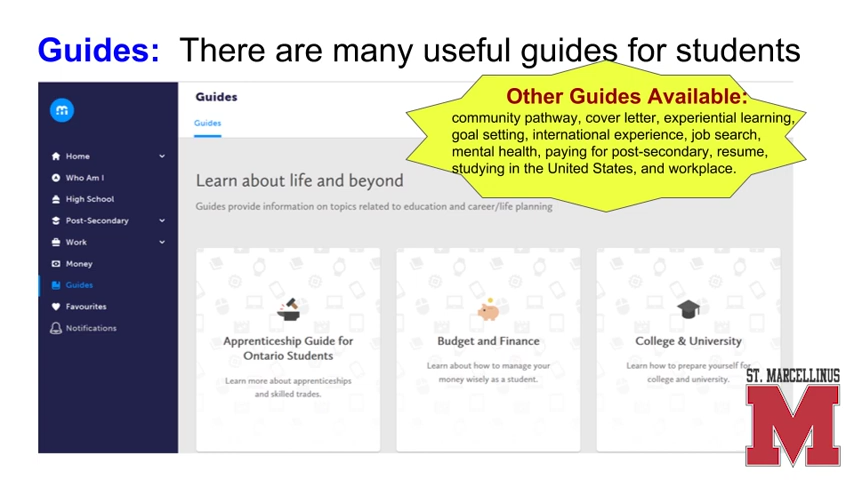 Guides: There are many useful guides for students
Other Guides Available:
community pathway, cover letter, experiential learning,
goal setting, international experience, job search,
mental health, paying for post-secondary, resume,
studying in the United States, and workplace.
m
Home
Who Am I
High School
Post-Secondary
Work
Money
Guides
Favourites
Notifications
Guides
Guides
Learn about life and beyond
Guides provide information on topics related to education and career/life planning
Apprenticeship Guide for
Ontario Students
Learn more about apprenticeships
and skilled trades.
Budget and Finance
Learn about how to manage your
money wisely as a student.
College & University
Learn how to prepare yourself for
college and university.
ST. MARCELLINUS
M